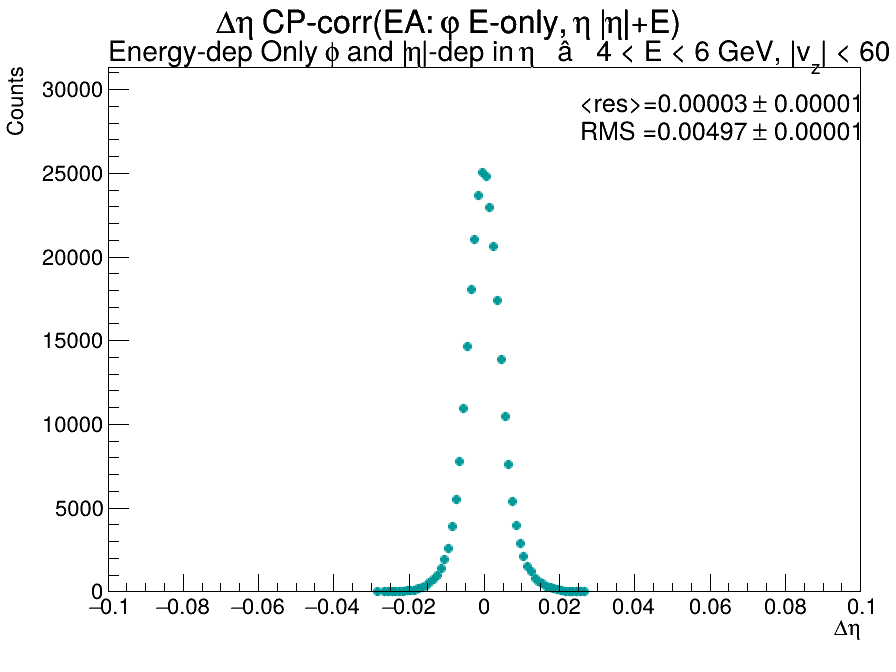 Δη CP-corr(EA: φ E-only, η |η|+E)
Energy-dep Only ϕ and |η|-dep in η â 4 < E < 6 GeV, |v_z| < 60
Counts
<res>=0.00003 ± 0.00001
RMS =0.00497 ± 0.00001
30000
25000
20000
15000
10000
5000
0
−0.1 −0.08 −0.06 −0.04 −0.02 0 0.02 0.04 0.06 0.08 0.1
Δη